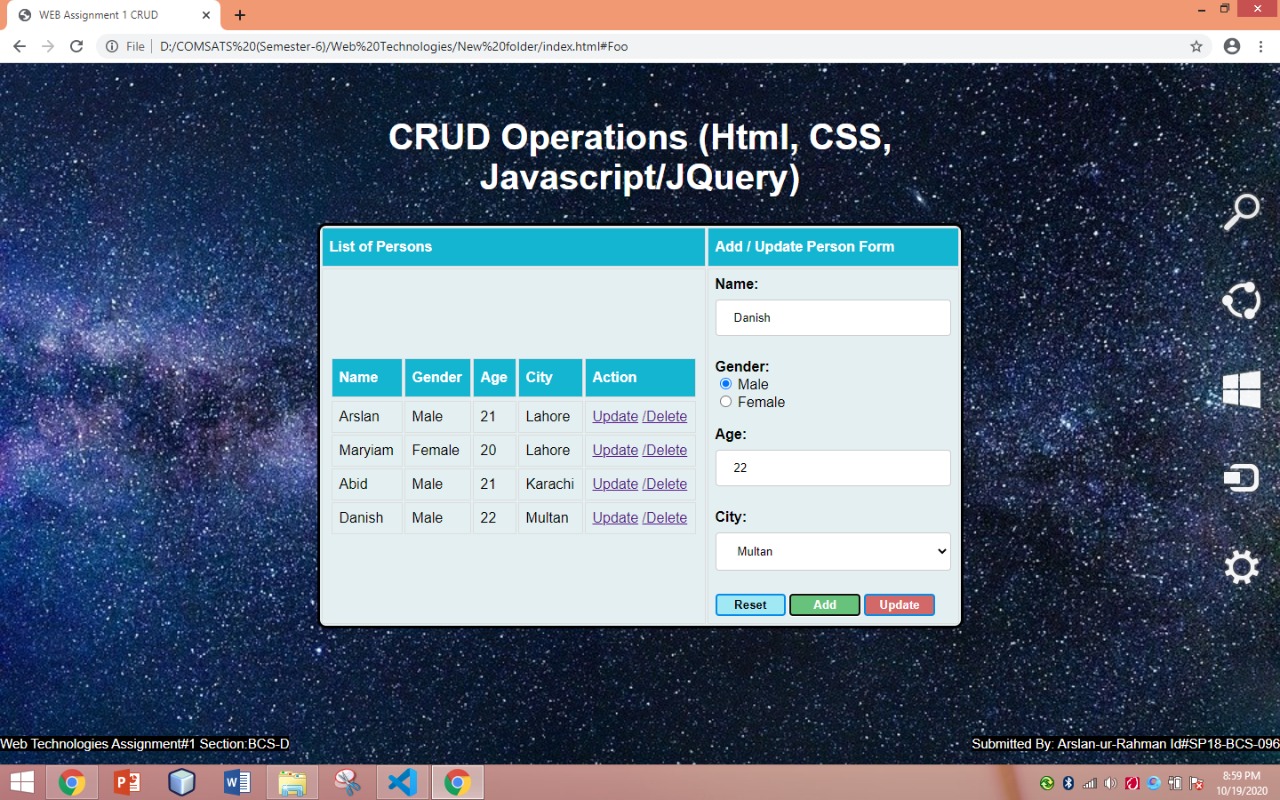 WEB Assignment 1 CRUD
File
D:/COMSATS%20(Semester-6)/Web%20Technologies/New%20folder/index.html#Foo
CRUD Operations (Html, CSS,
Javascript/JQuery)
List of Persons
Name Gender Age City Action
Arslan Male 21 Lahore Update /Delete
Maryiam Female 20 Lahore Update /Delete
Abid Male 21 Karachi Update /Delete
Danish Male 22 Multan Update /Delete
Add / Update Person Form
Name:
Danish
Gender:
Male
Female
Age:
22
City:
Multan
Reset Add Update
Web Technologies Assignment#1 Section:BCS-D
Submitted By: Arslan-ur-Rahman Id#SP18-BCS-096
8:59 PM
10/19/2020